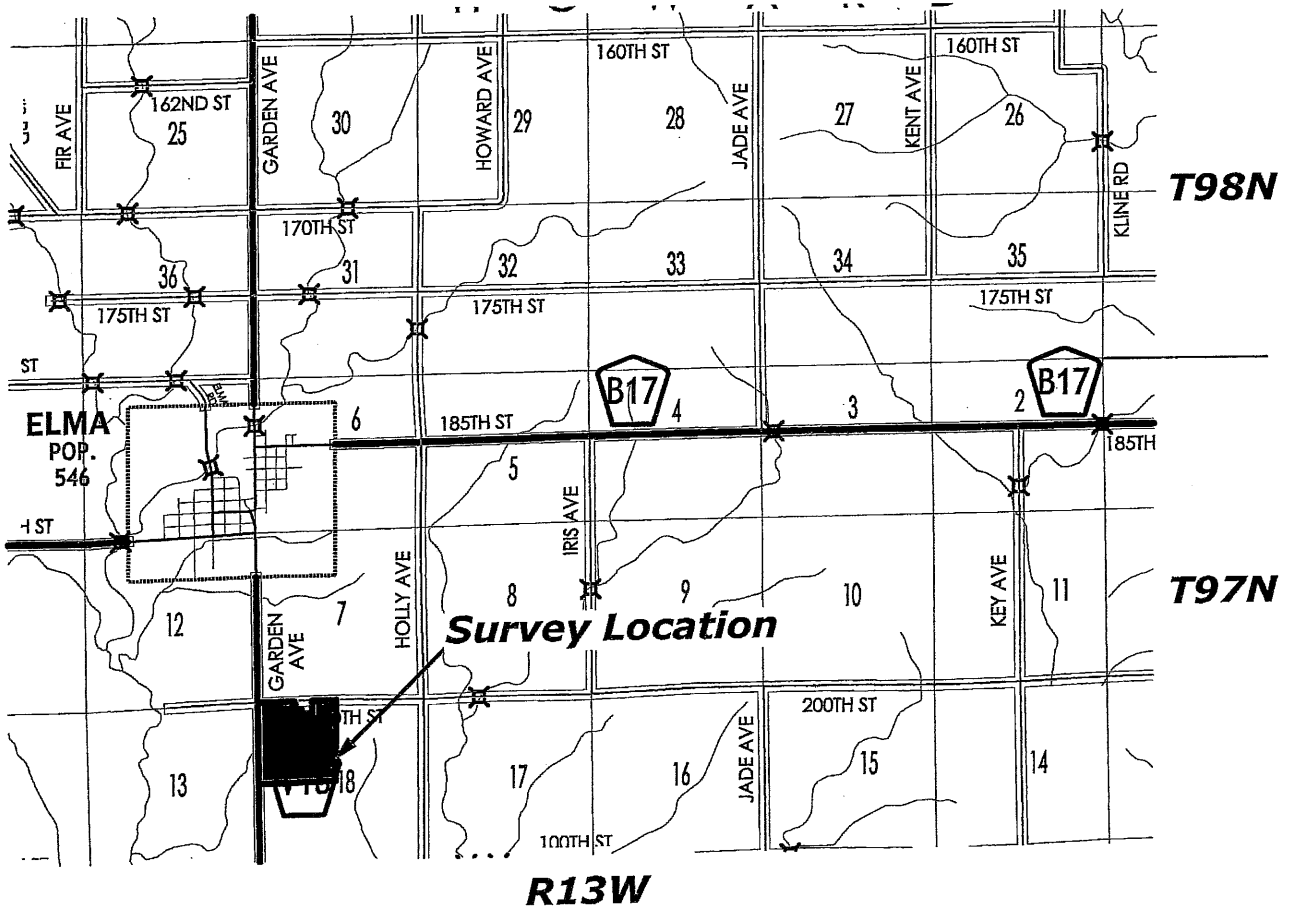 160TH ST
160TH ST
FIR AVE
162ND ST
25
GARDEN AVE
30
HOWARD AVE
29
28
JADE AVE
27
KENT AVE
26
KLINE RD
T98N
170TH ST
36
31
32
33
34
35
175TH ST
175TH ST
175TH ST
ST
ELMA
POP.
546
ELMA
RD
6
185TH ST
B17
4
3
2
B17
185TH
5
H ST
IRIS AVE
HOLLY AVE
KEY AVE
12
7
8
9
10
11
T97N
GARDEN
AVE
Survey Location
TH ST
200TH ST
13
18
17
16
JADE AVE
15
14
100TH ST
R13W